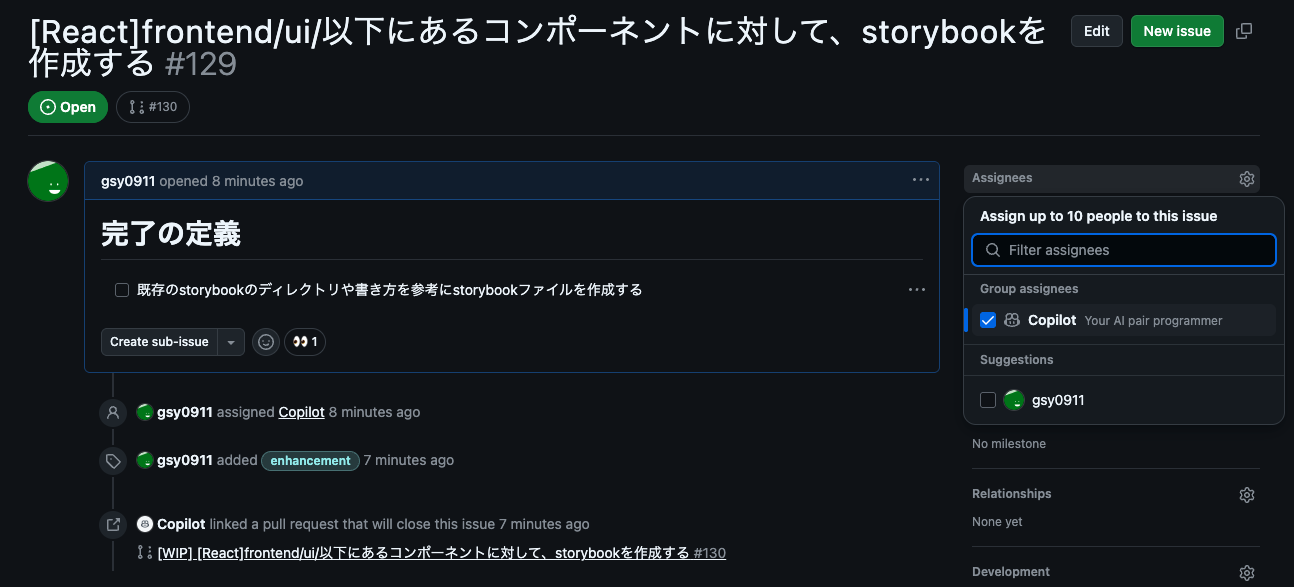 [React]frontend/ui/以下にあるコンポーネントに対して、storybookを
作成する #129
Edit
New issue
Open
#130
gsy0911 opened 8 minutes ago
完了の定義
既存のstorybookのディレクトリや書き方を参考にstorybookファイルを作成する
Create sub-issue
👀 1
gsy0911 assigned Copilot 8 minutes ago
gsy0911 added enhancement 7 minutes ago
Copilot linked a pull request that will close this issue 7 minutes ago
[WIP] [React]frontend/ui/以下にあるコンポーネントに対して、storybookを作成する #130
Assignees
Assign up to 10 people to this issue
Filter assignees
Group assignees
Copilot Your AI pair programmer
Suggestions
gsy0911
No milestone
Relationships
None yet
Development